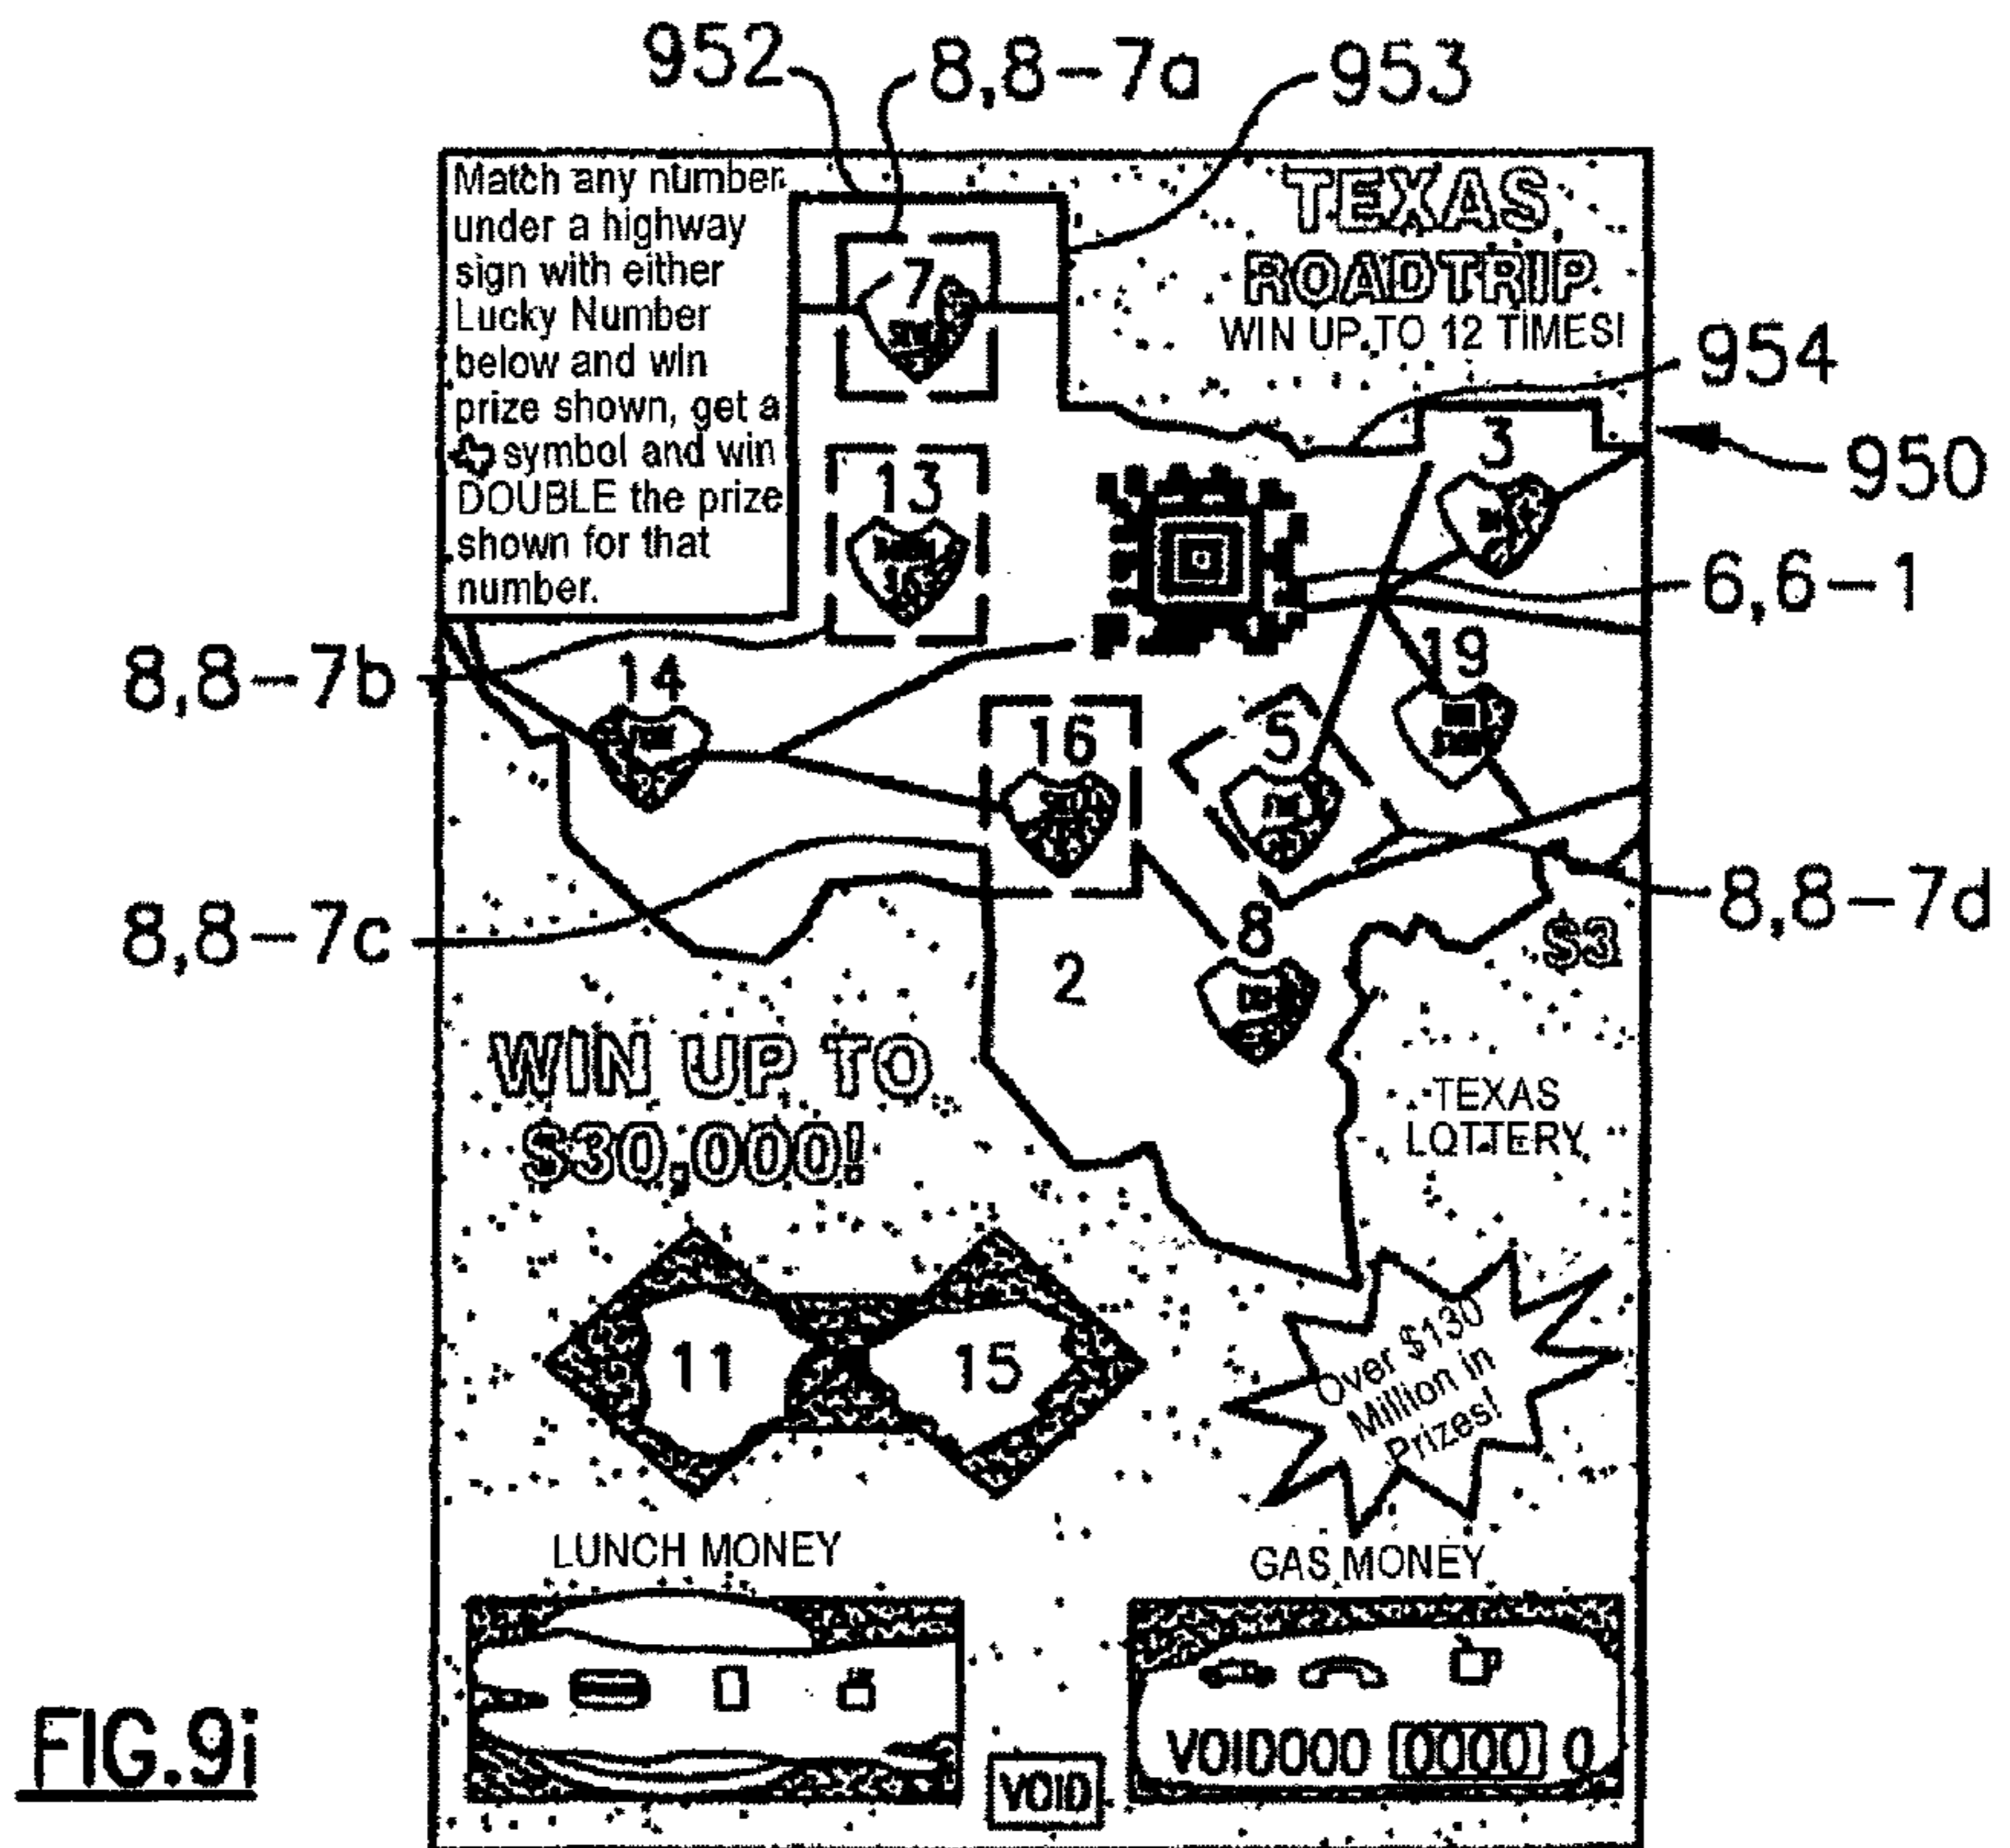 952
8,8-7a
953
Match any number
under a highway
sign with either
Lucky Number
below and win
prize shown, get a
symbol and win
DOUBLE the prize
shown for that
number.
TEXAS
ROADTRIP
WIN UP TO 12 TIMES!
954
950
7
3
13
6,6-1
8,8-7b
14
19
16
5
8,8-7c
8,8-7d
8
$3
2
WIN UP TO
$30,000!
TEXAS
LOTTERY
11
15
Over $130
Million in
Prizes!
LUNCH MONEY
GAS MONEY
VOID000 0000 0
VOID
FIG.9i